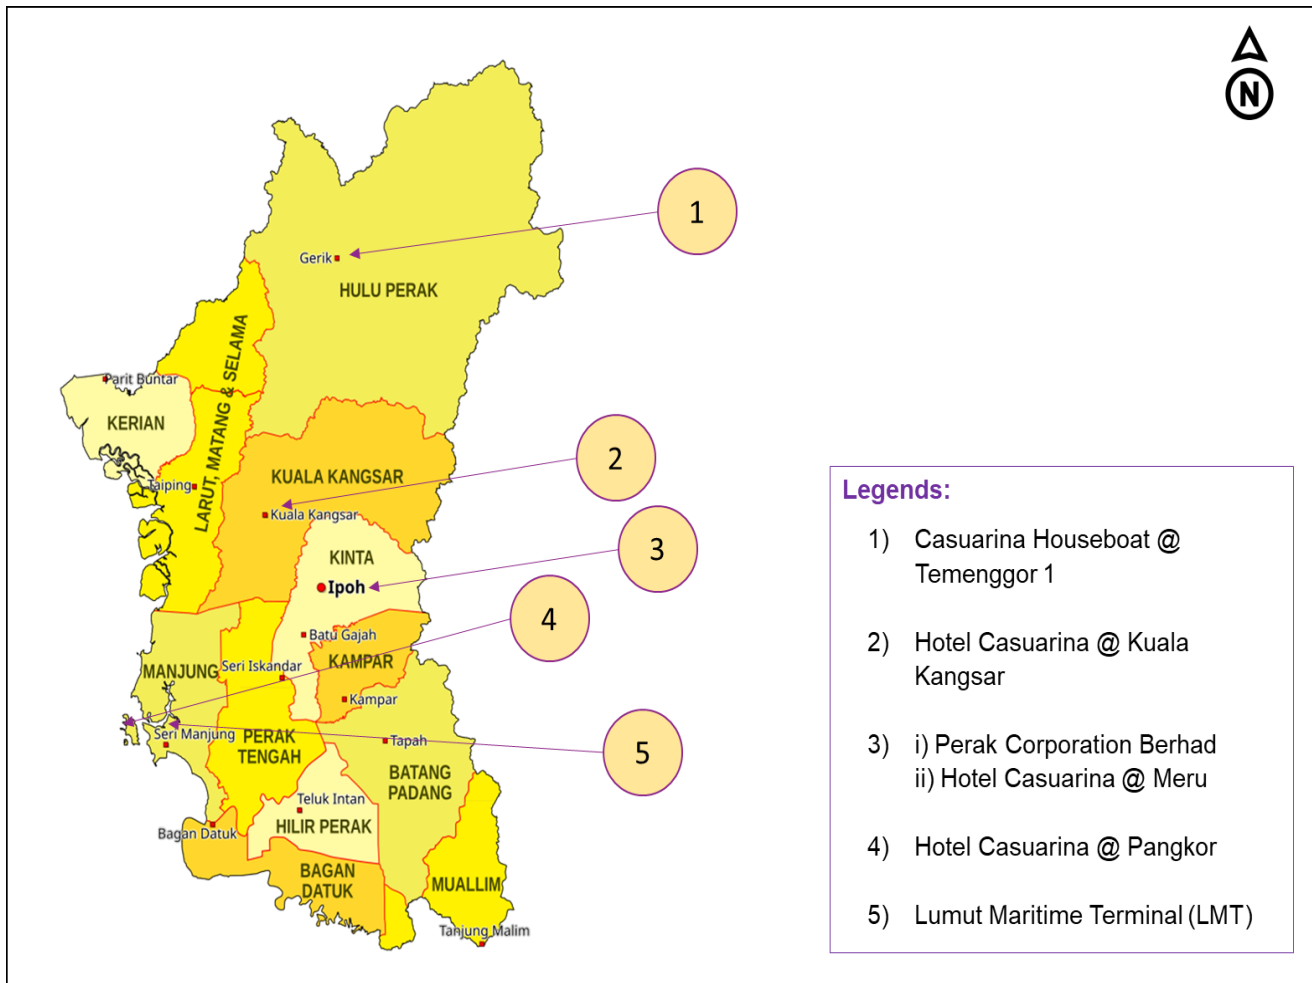 N
1
Gerik
HULU PERAK
LARUT, MATANG & SELAMA
Parit Buntar
KERIAN
2
KUALA KANGSAR
Taiping
Kuala Kangsar
3
KINTA
Ipoh
4
Batu Gajah
MANJUNG
Seri Iskandar
KAMPAR
Kampar
Seri Manjung
PERAK
TENGAH
Tapah
5
BATANG
PADANG
Teluk Intan
HILIR PERAK
Bagan Datuk
BAGAN
DATUK
MUALLIM
Tanjung Malim
Legends:
1) Casuarina Houseboat @
Temenggor 1
2) Hotel Casuarina @ Kuala
Kangsar
3) i) Perak Corporation Berhad
ii) Hotel Casuarina @ Meru
4) Hotel Casuarina @ Pangkor
5) Lumut Maritime Terminal (LMT)